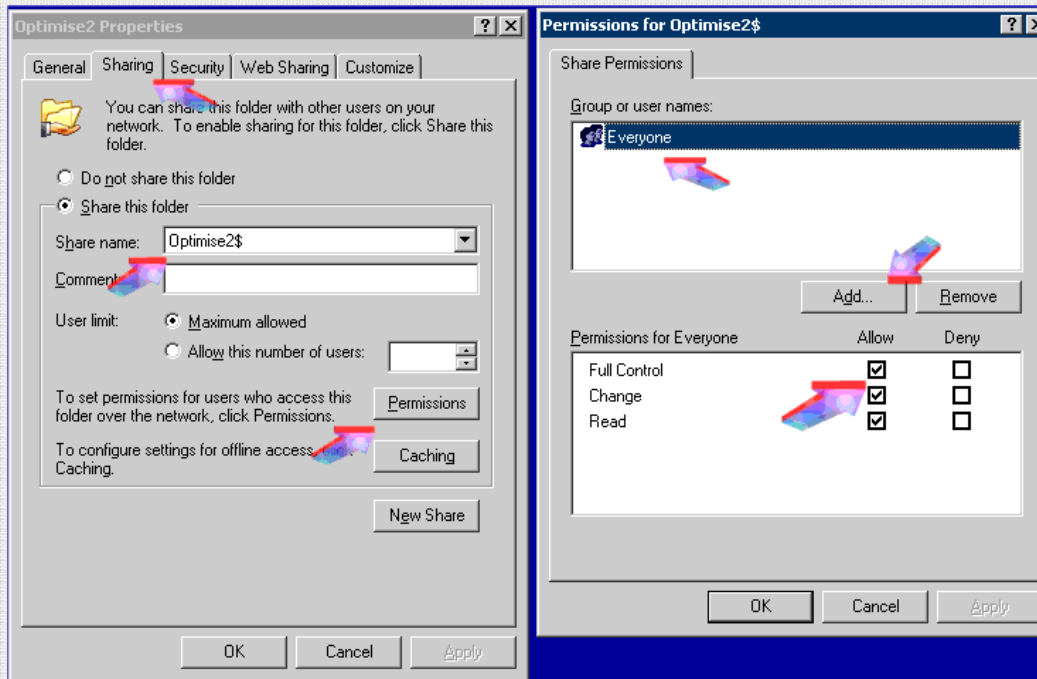 Optimise2 Properties
General Sharing Security Web Sharing Customize
You can share this folder with other users on your
network. To enable sharing for this folder, click Share this
folder.
Do not share this folder
Share this folder
Share name: Optimise2$
Comment
User limit: Maximum allowed
Allow this number of users:
To set permissions for users who access this
folder over the network, click Permissions.
Permissions
To configure settings for offline access,
Caching.
Caching
New Share
OK Cancel Apply
Permissions for Optimise2$
Share Permissions
Group or user names:
Everyone
Add... Remove
Permissions for Everyone Allow Deny
Full Control
Change
Read
OK Cancel Apply